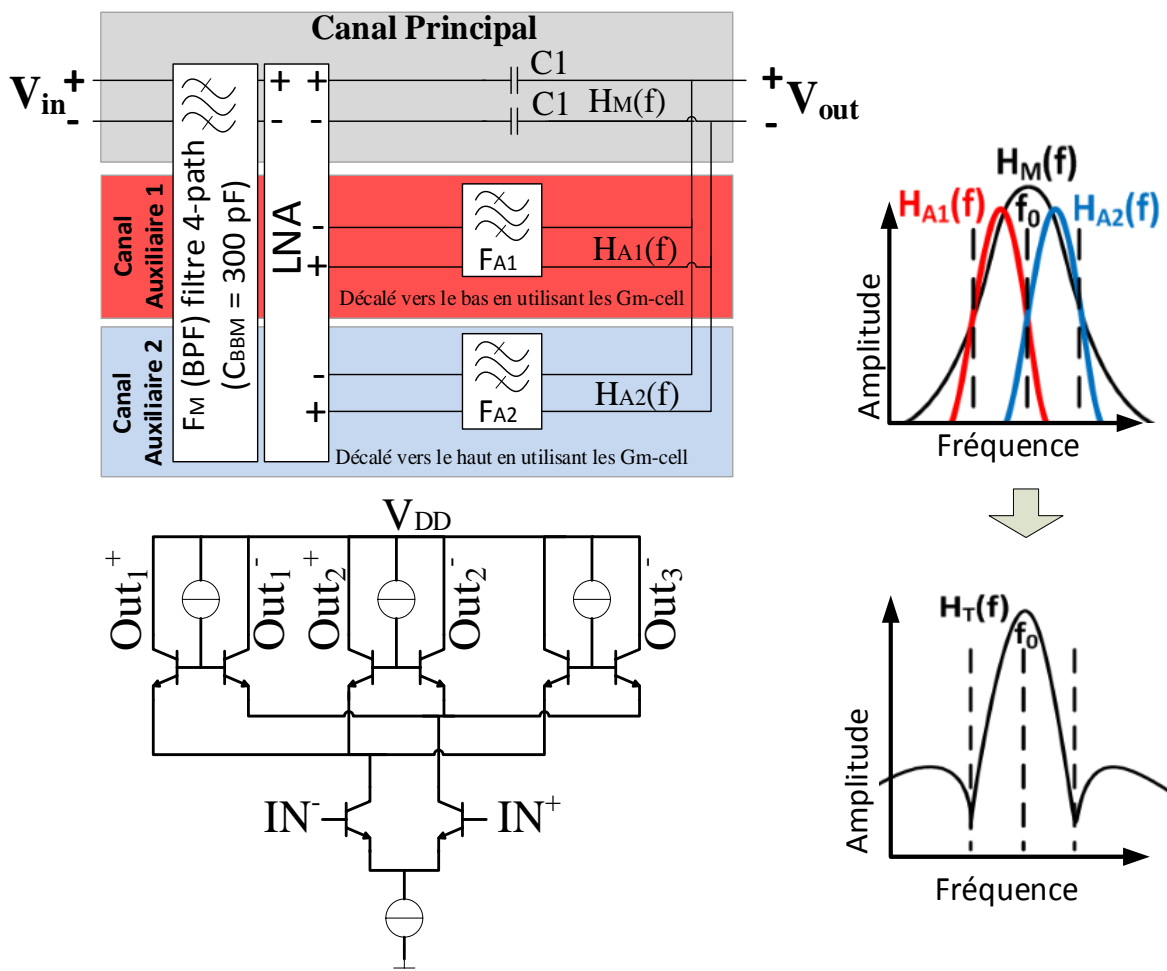 Canal Principal
Vin
+
-
C1
C1
HM(f)
+
-
Vout
+ +
- -
FM (BPF) filtre 4-path
(CBBM = 300 pF)
LNA
Canal
Auxiliaire 1
-
+
FA1
HA1(f)
Décalé vers le bas en utilisant les Gm-cell
Canal
Auxiliaire 2
-
+
FA2
HA2(f)
Décalé vers le haut en utilisant les Gm-cell
HM(f)
HA1(f)
f0
HA2(f)
Amplitude
Fréquence
VDD
Out1+
Out1-
Out2+
Out2-
Out3-
IN-
IN+
HT(f)
f0
Amplitude
Fréquence